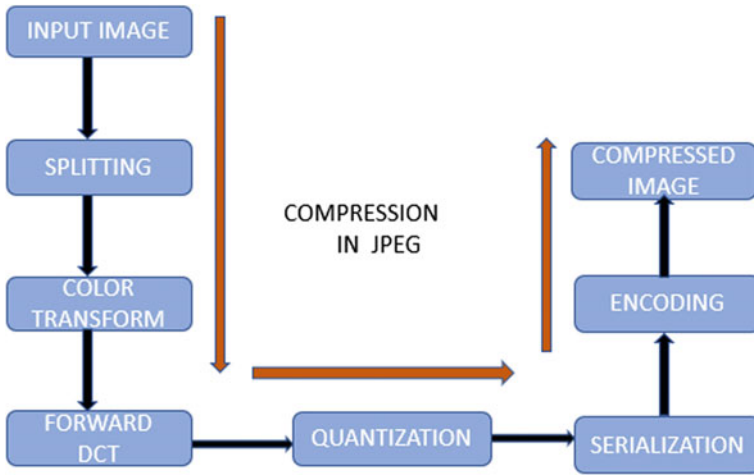 INPUT IMAGE
SPLITTING
COLOR
TRANSFORM
FORWARD
DCT
QUANTIZATION
SERIALIZATION
ENCODING
COMPRESSED
IMAGE
COMPRESSION
IN JPEG